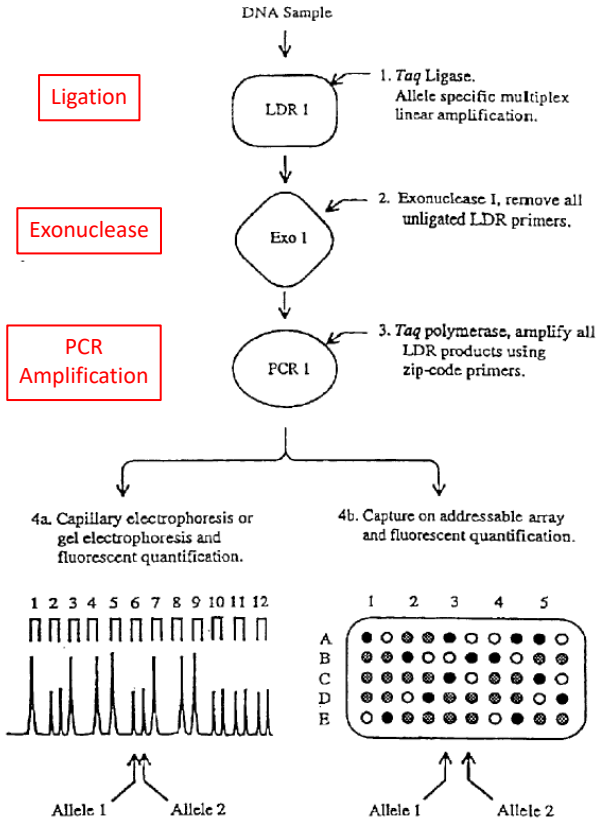 DNA Sample
Ligation
LDR 1
1. Taq Ligase.
Allele specific multiplex
linear amplification.
Exonuclease
Exo 1
2. Exonuclease I, remove all
unligated LDR primers.
PCR
Amplification
PCR 1
3. Taq polymerase, amplify all
LDR products using
zip-code primers.
4a. Capillary electrophoresis or
gel electrophoresis and
fluorescent quantification.
4b. Capture on addressable array
and fluorescent quantification.
1 2 3 4 5 6 7 8 9 10 11 12
1 2 3 4 5
A
B
C
D
E
Allele 1
Allele 2
Allele 1
Allele 2